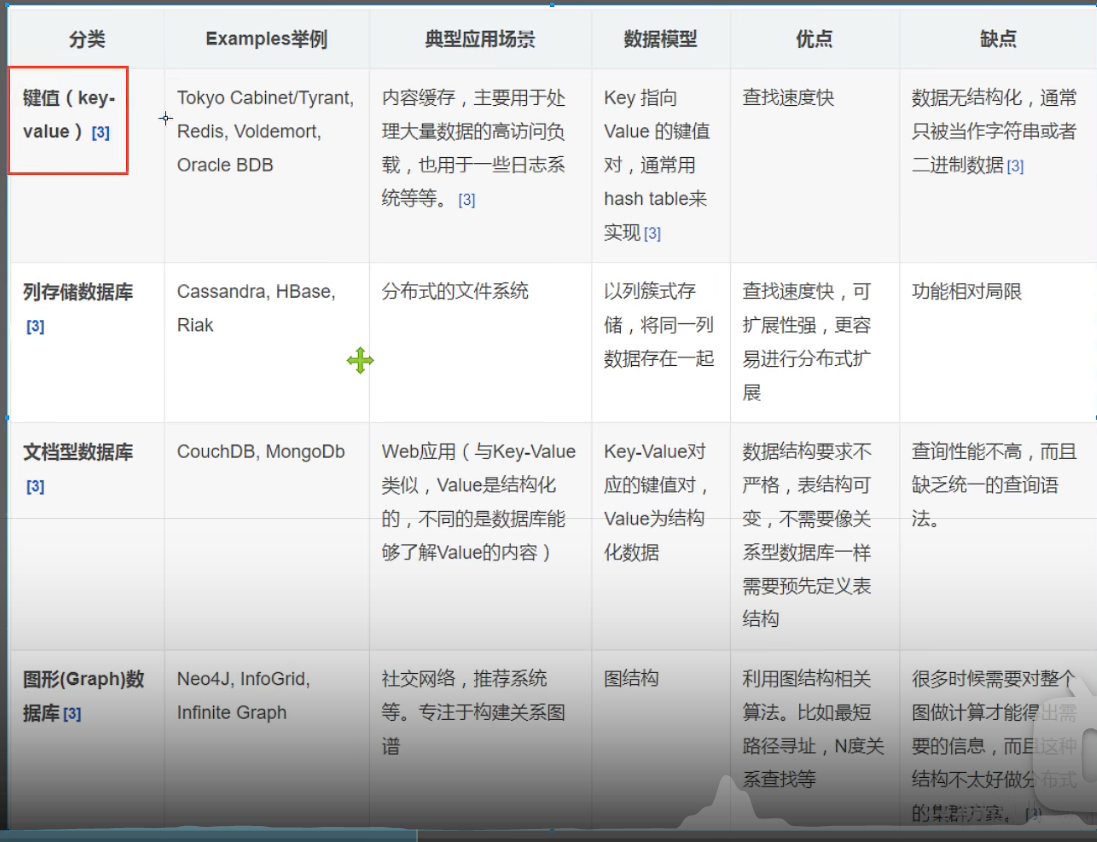 分类
Examples举例
典型应用场景
数据模型
优点
缺点
键值（key-
value）[3]
Tokyo Cabinet/Tyrant,
Redis, Voldemort,
Oracle BDB
内容缓存，主要用于处
理大量数据的高访问负
载，也用于一些日志系
统等等。[3]
Key 指向
Value 的键值
对，通常用
hash table来
实现[3]
查找速度快
数据无结构化，通常
只被当作字符串或者
二进制数据[3]
列存储数据库
[3]
Cassandra, HBase,
Riak
分布式的文件系统
以列簇式存
储，将同一列
数据存在一起
查找速度快，可
扩展性强，更容
易进行分布式扩
展
功能相对局限
文档型数据库
[3]
CouchDB, MongoDb
Web应用（与Key-Value
类似，Value是结构化
的，不同的是数据库能
够了解Value的内容）
Key-Value对
应的键值对，
Value为结构
化数据
数据结构要求不
严格，表结构可
变，不需要像关
系型数据库一样
需要预先定义表
结构
查询性能不高，而且
缺乏统一的查询语
法。
图形(Graph)数
据库[3]
Neo4J, InfoGrid,
Infinite Graph
社交网络，推荐系统
等。专注于构建关系图
谱
图结构
利用图结构相关
算法。比如最短
路径寻址，N度关
系查找等
很多时候需要对整个
图做计算才能得出需
要的信息，而且这种
结构不太好做分布式
的集群方案。[3]